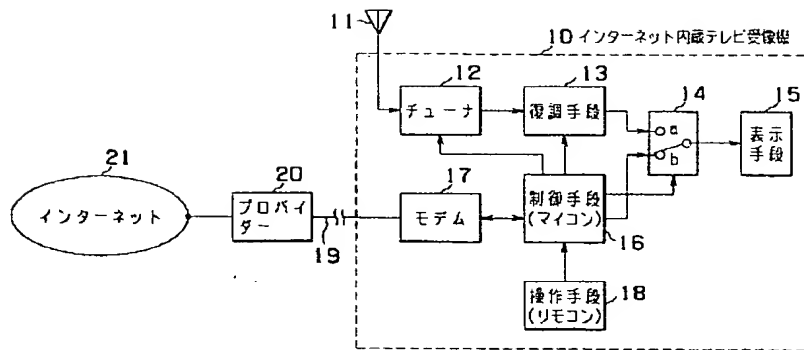 11
10 インターネット内蔵テレビ受像機
12
13
14
15
チューナ
復調手段
a
b
表示
手段
21
20
17
インターネット
プロバイ
ダー
19
モデム
制御手段
(マイコン)
16
操作手段
(リモコン)
18